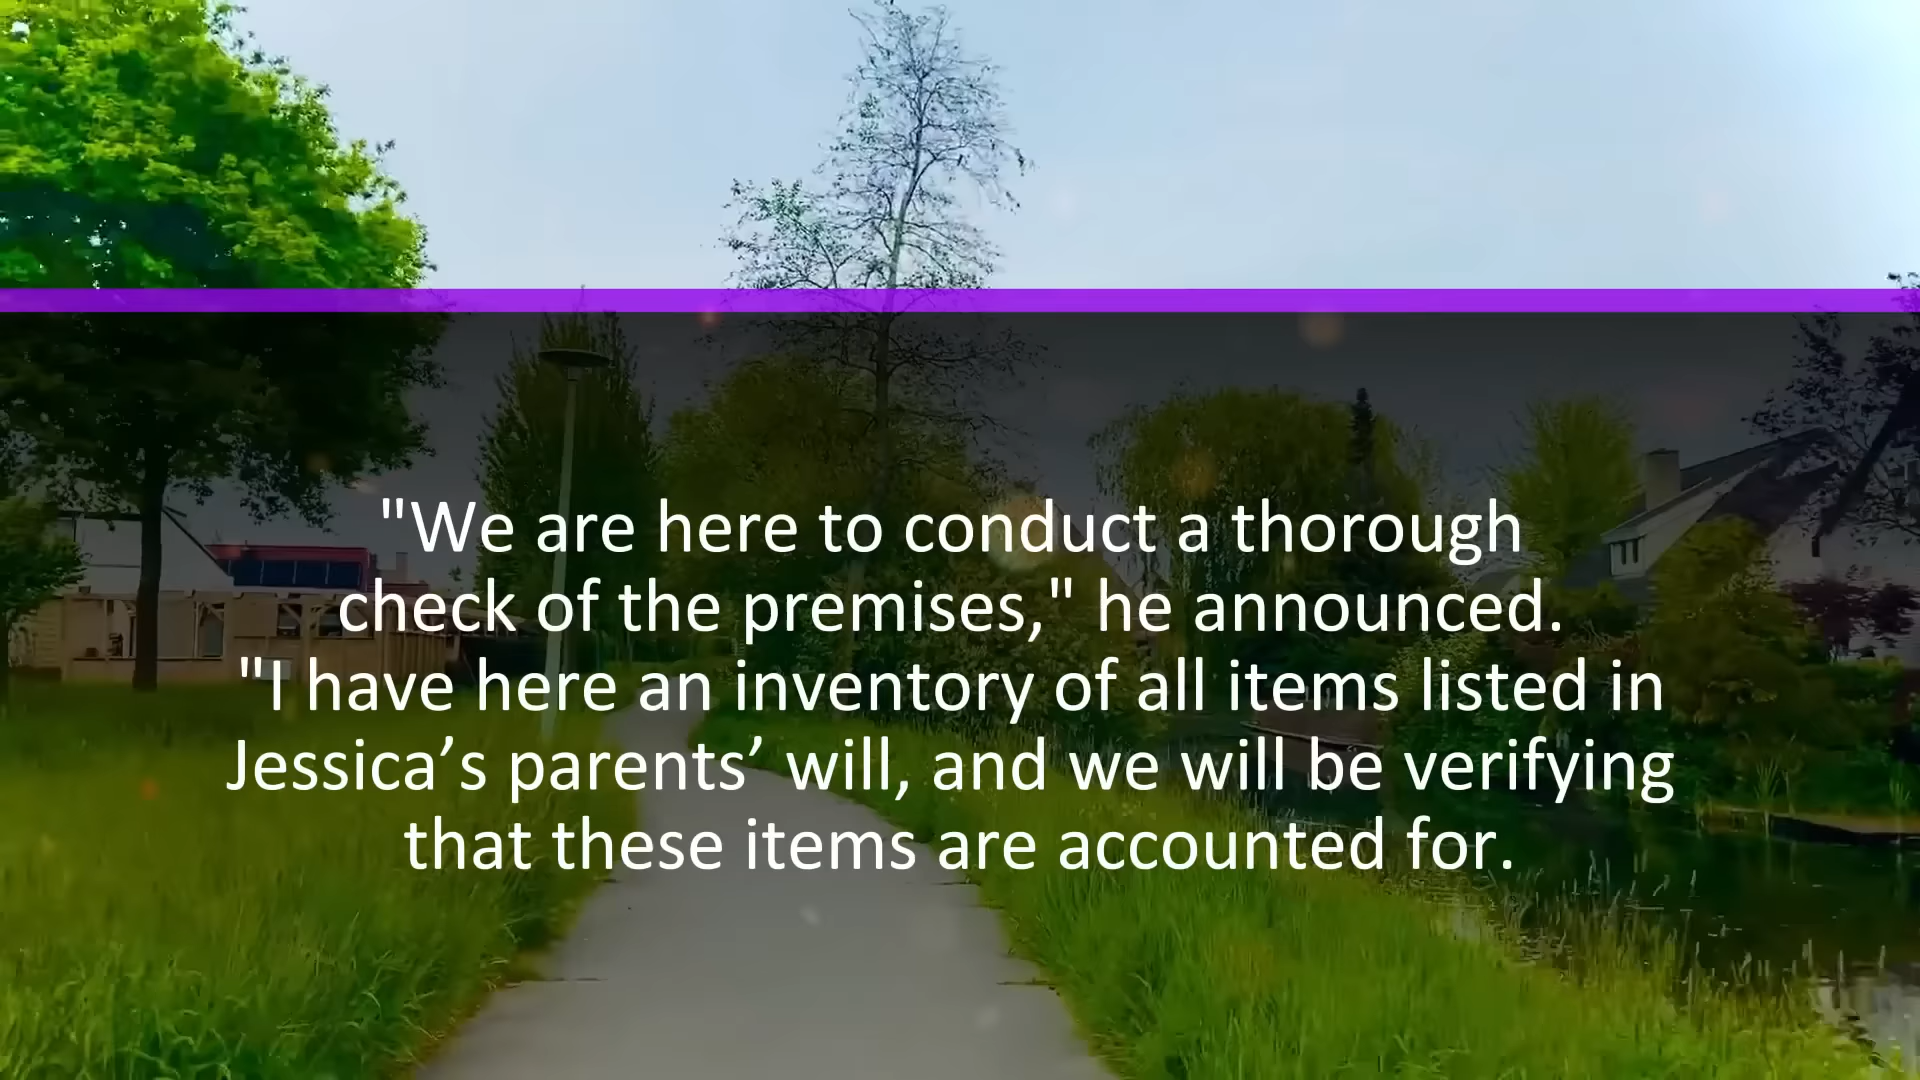 "We are here to conduct a thorough
check of the premises," he announced.
"I have here an inventory of all items listed in
Jessica’s parents’ will, and we will be verifying
that these items are accounted for.